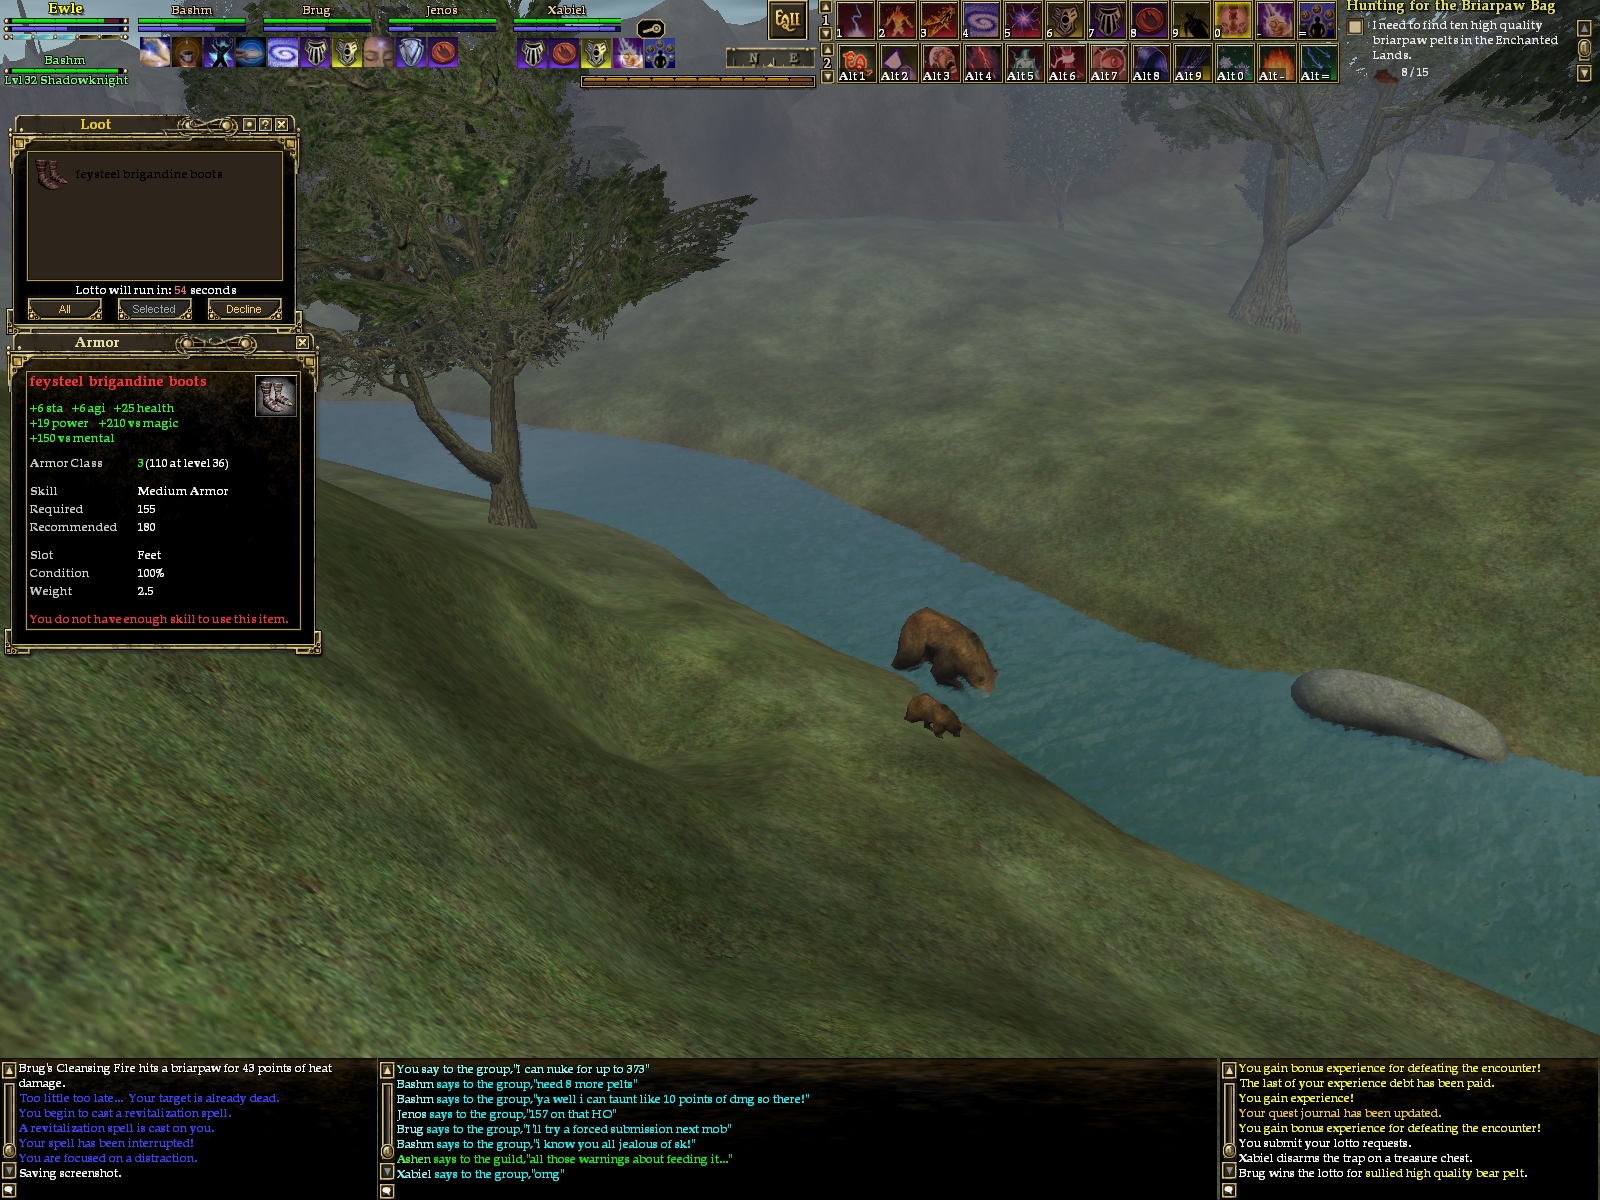 Ewle
Bashm
Lvl 32 Shadowknight
Bashm
Brug
Jenos
Xabiel
EQII
N E
1
1 2 3 4 5 6 7 8 9 0 - =
2
Alt1 Alt2 Alt3 Alt4 Alt5 Alt6 Alt7 Alt8 Alt9 Alt0 Alt- Alt=
Hunting for the Briarpaw Bag
I need to find ten high quality
briarpaw pelts in the Enchanted
Lands.
8 / 15
Loot
feysteel brigandine boots
Lotto will run in: 54 seconds
All
Selected
Decline
Armor
feysteel brigandine boots
+6 sta +6 agi +25 health
+19 power +210 vs magic
+150 vs mental
Armor Class 3 (110 at level 36)
Skill Medium Armor
Required 155
Recommended 180
Slot Feet
Condition 100%
Weight 2.5
You do not have enough skill to use this item.
Brug's Cleansing Fire hits a briarpaw for 43 points of heat
damage.
Too little too late... Your target is already dead.
You begin to cast a revitalization spell.
A revitalization spell is cast on you.
Your spell has been interrupted!
You are focused on a distraction.
Saving screenshot.
You say to the group,"I can nuke for up to 373"
Bashm says to the group,"need 8 more pelts"
Bashm says to the group,"ya well i can taunt like 10 points of dmg so there!"
Jenos says to the group,"157 on that HO"
Brug says to the group,"I'll try a forced submission next mob"
Bashm says to the group,"i know you all jealous of sk!"
Ashen says to the guild,"all those warnings about feeding it..."
Xabiel says to the group,"omg"
You gain bonus experience for defeating the encounter!
The last of your experience debt has been paid.
You gain experience!
Your quest journal has been updated.
You gain bonus experience for defeating the encounter!
You submit your lotto requests.
Xabiel disarms the trap on a treasure chest.
Brug wins the lotto for sullied high quality bear pelt.